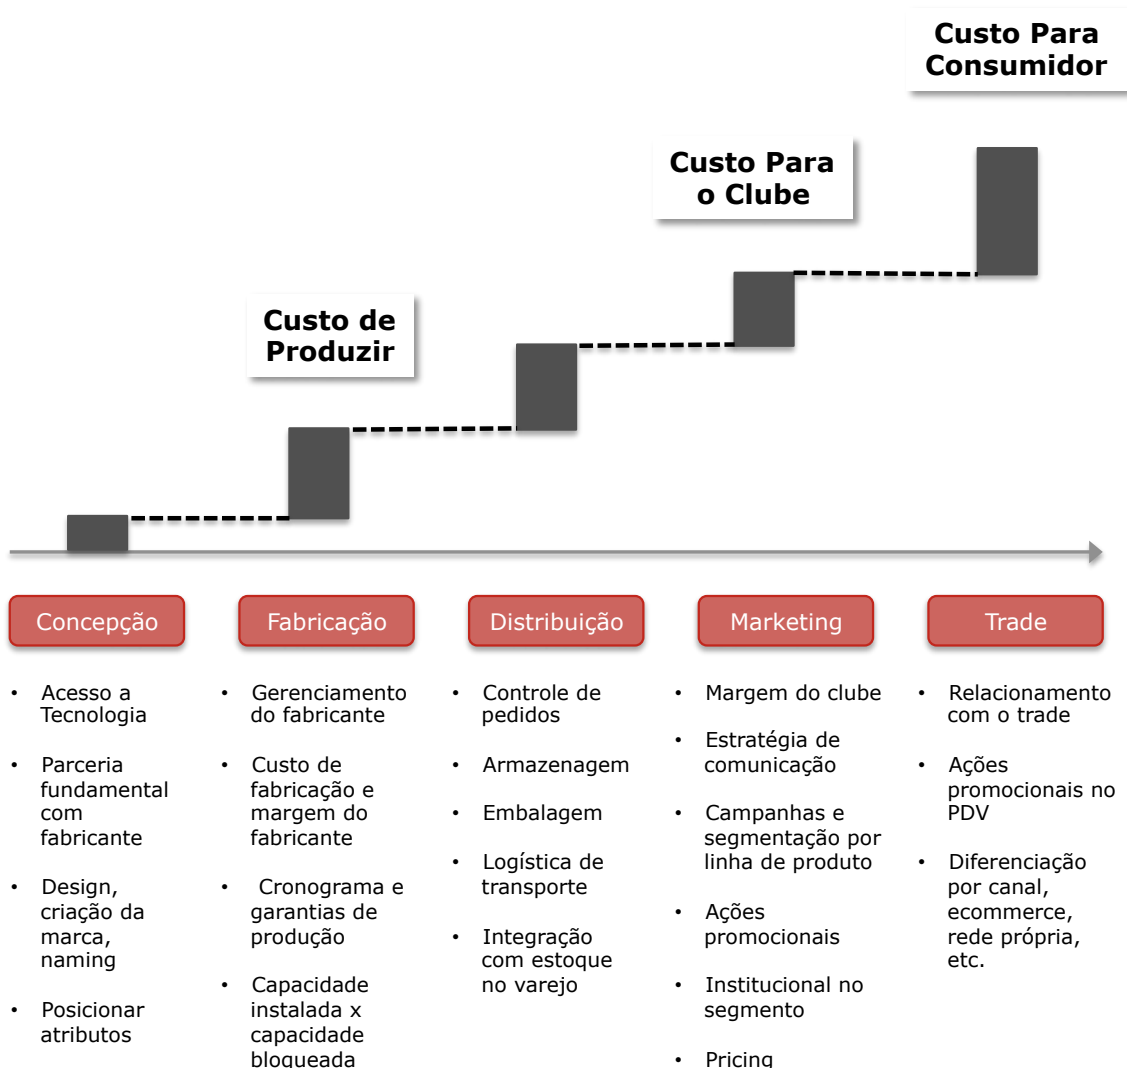 Custo Para
Consumidor
Custo Para
o Clube
Custo de
Produzir
Concepção
Fabricação
Distribuição
Marketing
Trade
• Acesso a
Tecnologia
• Parceria
fundamental
com
fabricante
• Design,
criação da
marca,
naming
• Posicionar
atributos
• Gerenciamento
do fabricante
• Custo de
fabricação e
margem do
fabricante
• Cronograma e
garantias de
produção
• Capacidade
instalada x
capacidade
bloqueada
• Controle de
pedidos
• Armazenagem
• Embalagem
• Logística de
transporte
• Integração
com estoque
no varejo
• Margem do clube
• Estratégia de
comunicação
• Campanhas e
segmentação por
linha de produto
• Ações
promocionais
• Institucional no
segmento
• Pricing
• Relacionamento
com o trade
• Ações
promocionais no
PDV
• Diferenciação
por canal,
ecommerce,
rede própria,
etc.